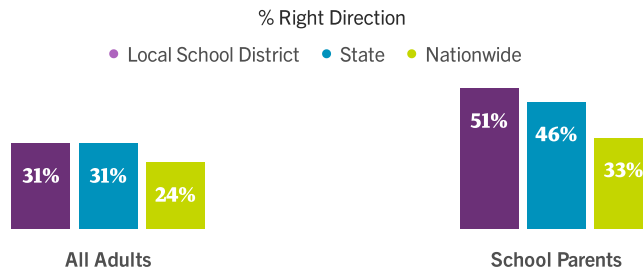 % Right Direction
Local School District State Nationwide
51%
46%
31% 31% 33%
24%
All Adults School Parents